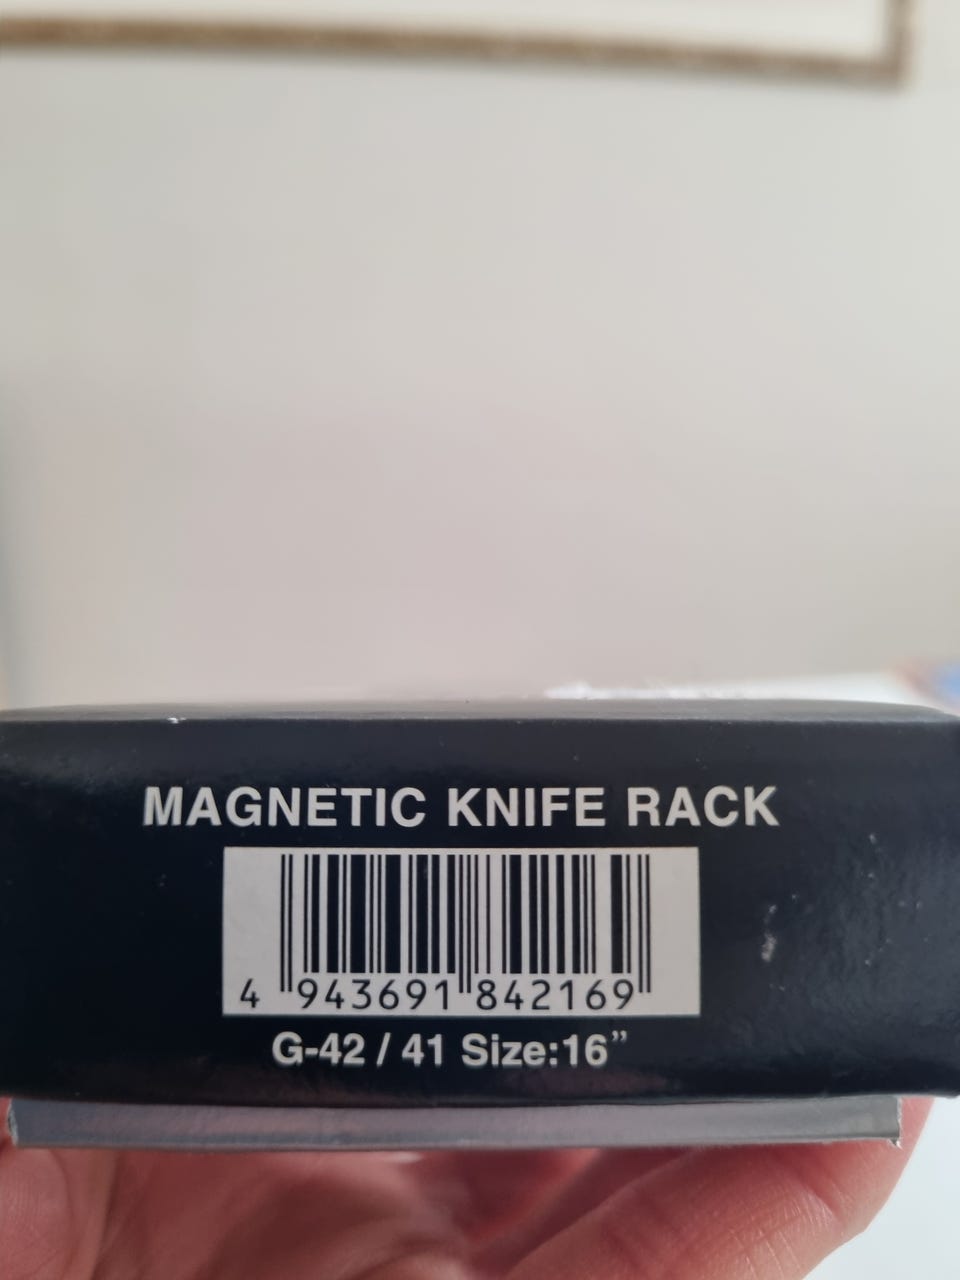 MAGNETIC KNIFE RACK
4 943691 842169
G-42 / 41 Size:16”